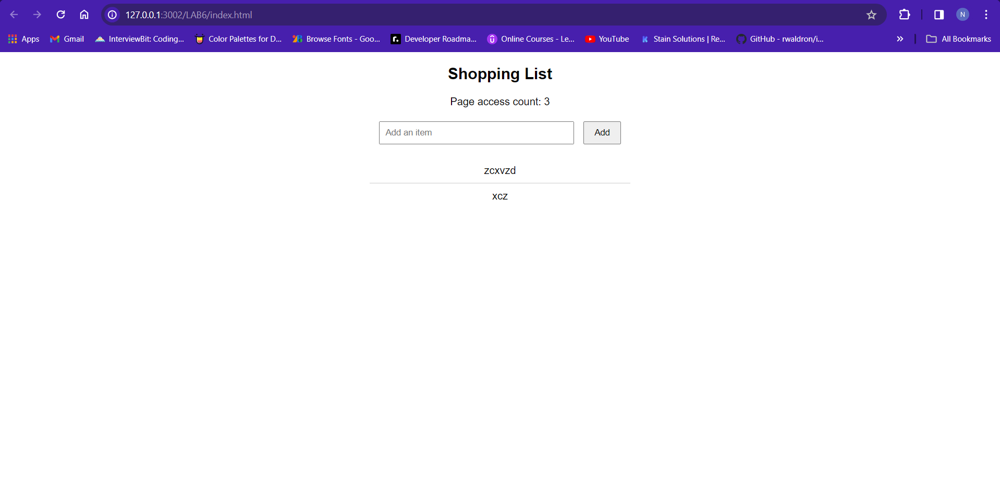 127.0.0.1:3002/LAB6/index.html
N
Apps Gmail InterviewBit: Coding... Color Palettes for D... Browse Fonts - Goo... Developer Roadma... Online Courses - Le... YouTube Stain Solutions | Re... GitHub - rwaldron/i... All Bookmarks
Shopping List
Page access count: 3
Add an item Add
zcxvzd
xcz